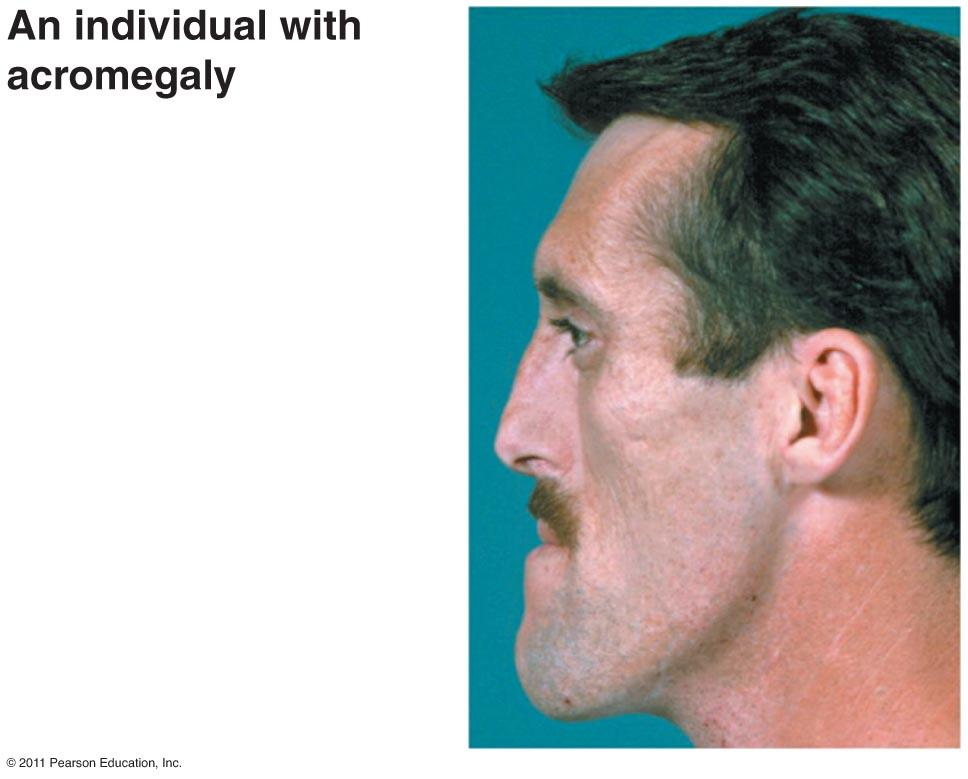 An individual with
acromegaly
© 2011 Pearson Education, Inc.